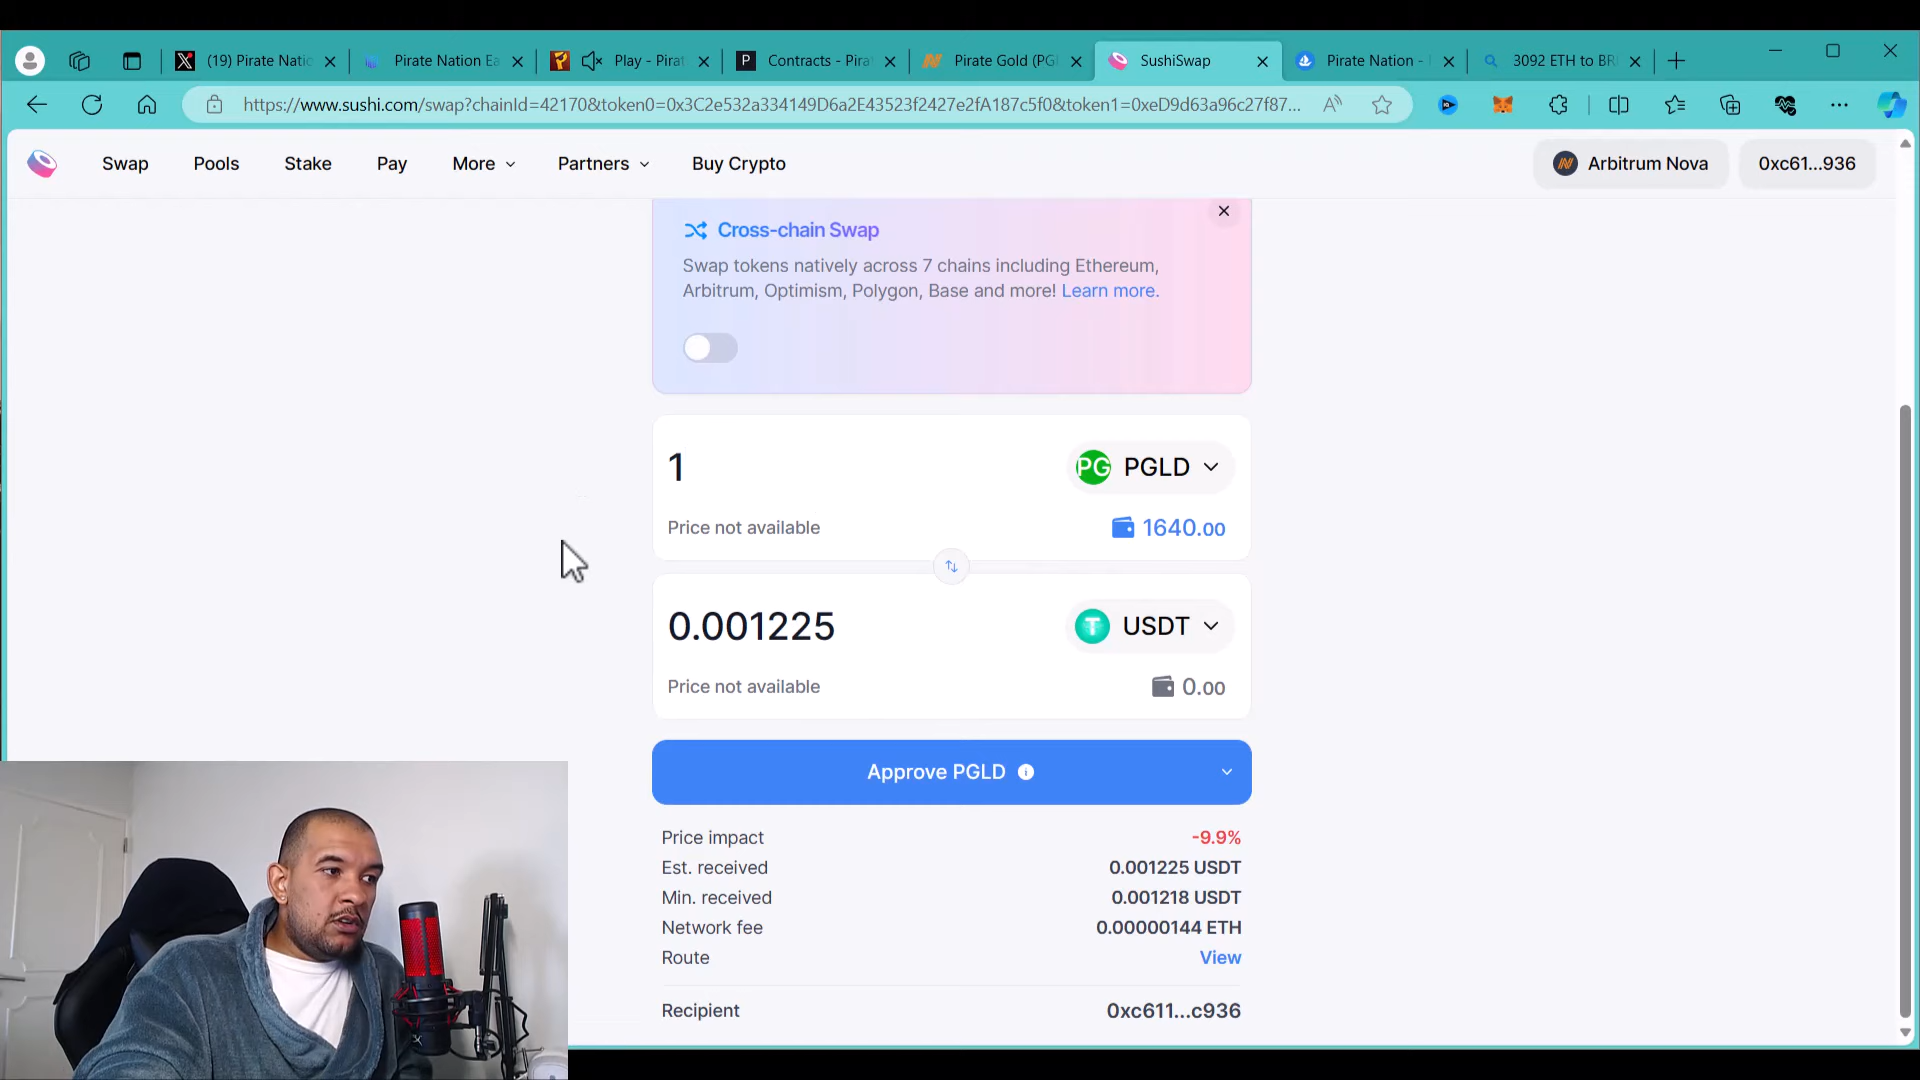 (19) Pirate Natic
Pirate Nation Ea
Play - Pirat
Contracts - Pirat
Pirate Gold (PGL
SushiSwap
Pirate Nation -
3092 ETH to BRL
https://www.sushi.com/swap?chainId=42170&token0=0x3C2e532a334149D6a2E43523f2427e2fA187c5f0&token1=0xeD9d63a96c27f87...
Swap
Pools
Stake
Pay
More
Partners
Buy Crypto
Arbitrum Nova
0xc61...936
Cross-chain Swap
Swap tokens natively across 7 chains including Ethereum,
Arbitrum, Optimism, Polygon, Base and more! Learn more.
1
PG PGLD
Price not available
1640.00
0.001225
USDT
Price not available
0.00
Approve PGLD
Price impact -9.9%
Est. received 0.001225 USDT
Min. received 0.001218 USDT
Network fee 0.00000144 ETH
Route View
Recipient 0xc611...c936